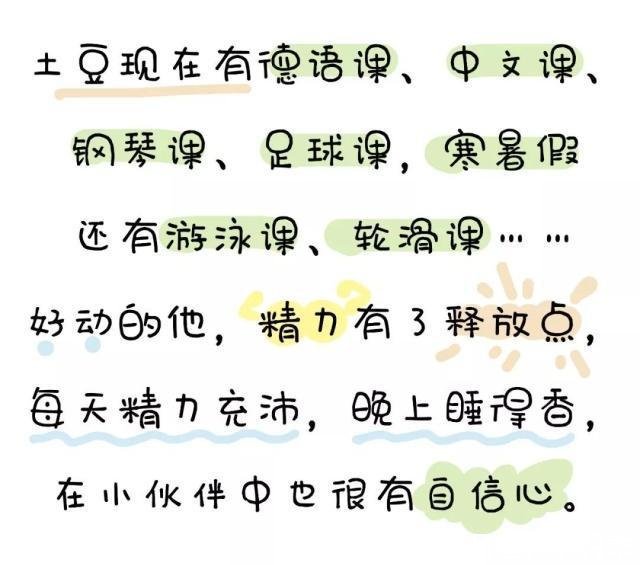 土豆现在有德语课、中文课、
钢琴课、足球课，寒暑假
还有游泳课、轮滑课……
好动的他，精力有了释放点，
每天精力充沛，晚上睡得香，
在小伙伴中也很有自信心。